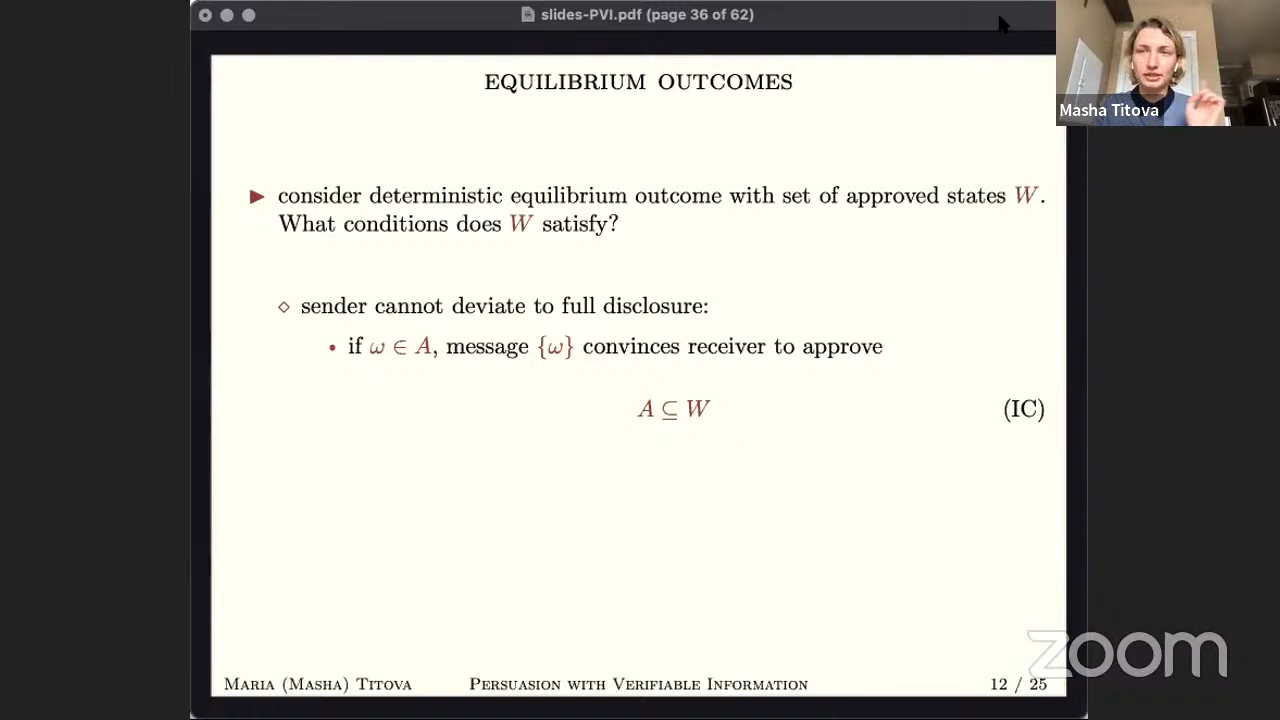 slides-PVI.pdf (page 36 of 62)
Masha Titova
EQUILIBRIUM OUTCOMES
▶ consider deterministic equilibrium outcome with set of approved states W.
What conditions does W satisfy?
⋄ sender cannot deviate to full disclosure:
• if ω ∈ A, message {ω} convinces receiver to approve
A ⊆ W (IC)
MARIA (MASHA) TITOVA PERSUASION WITH VERIFIABLE INFORMATION 12 / 25
zoom